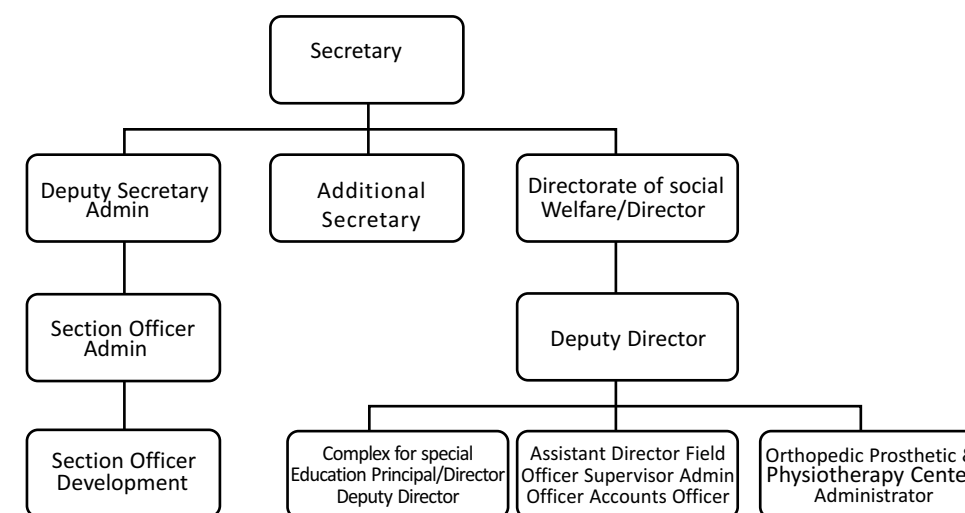 Secretary
Deputy Secretary
Admin
Additional
Secretary
Directorate of social
Welfare/Director
Section Officer
Admin
Deputy Director
Section Officer
Development
Complex for special
Education Principal/Director
Deputy Director
Assistant Director Field
Officer Supervisor Admin
Officer Accounts Officer
Orthopedic Prosthetic &
Physiotherapy Cente
Administrator